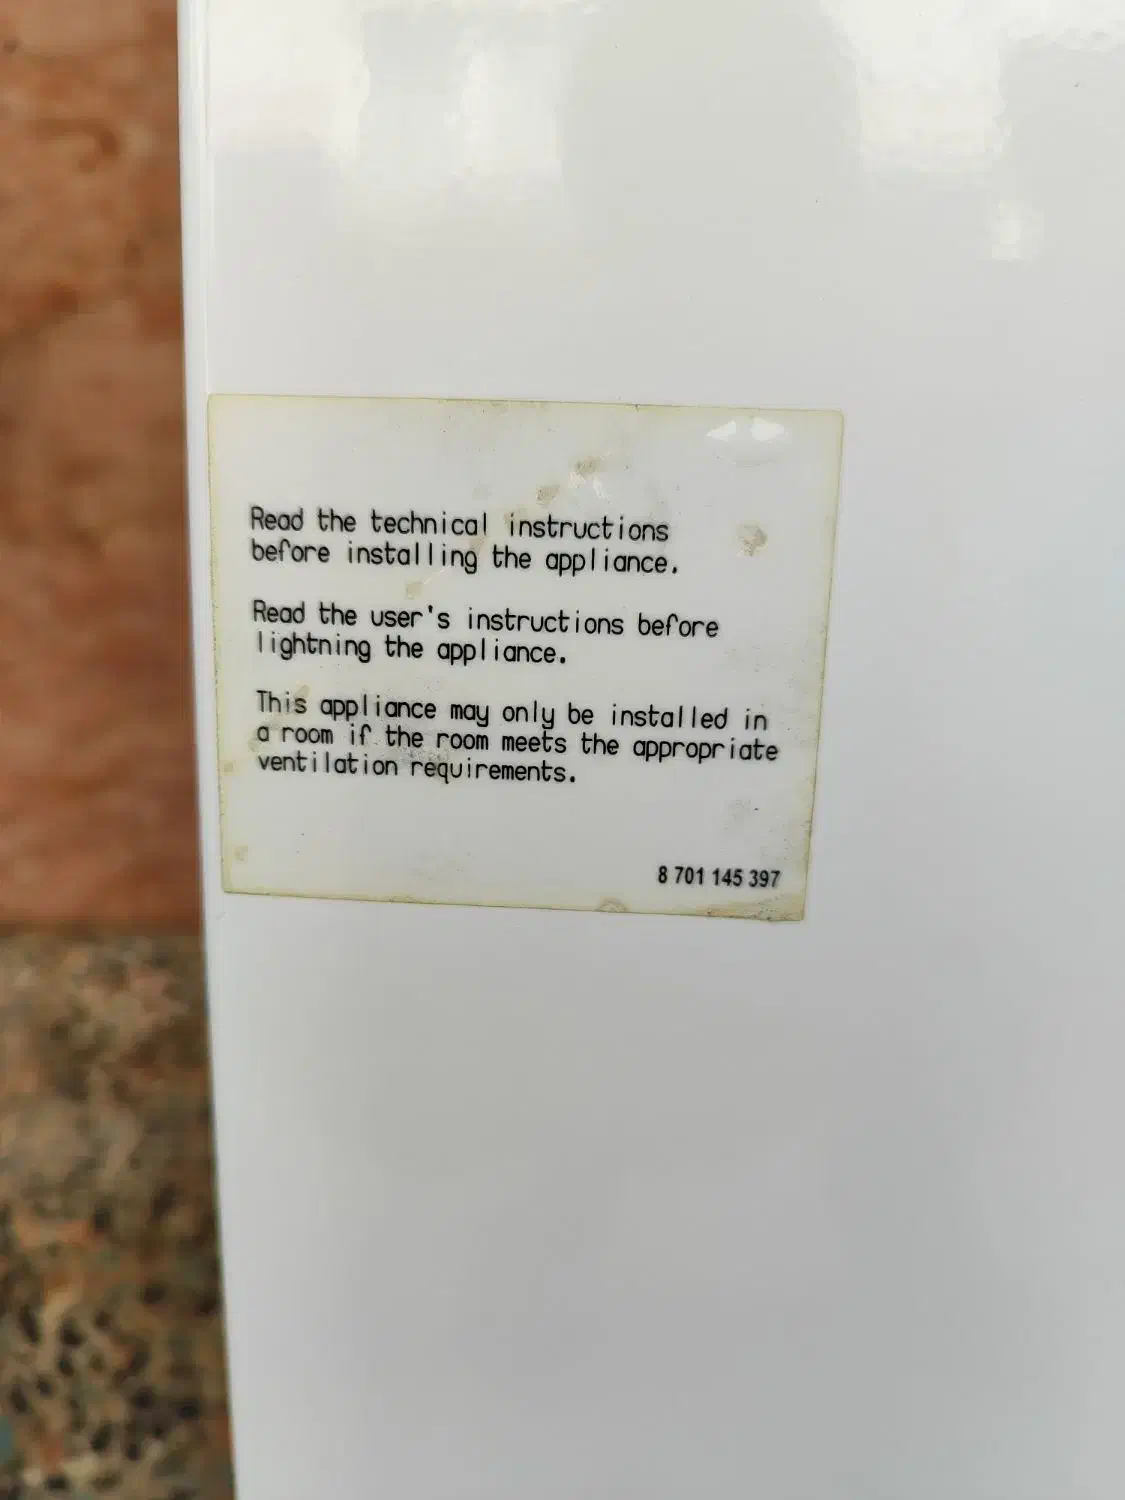 Read the technical instructions
before installing the appliance.
Read the user's instructions before
lightning the appliance.
This appliance may only be installed in
a room if the room meets the appropriate
ventilation requirements.
8 701 145 397